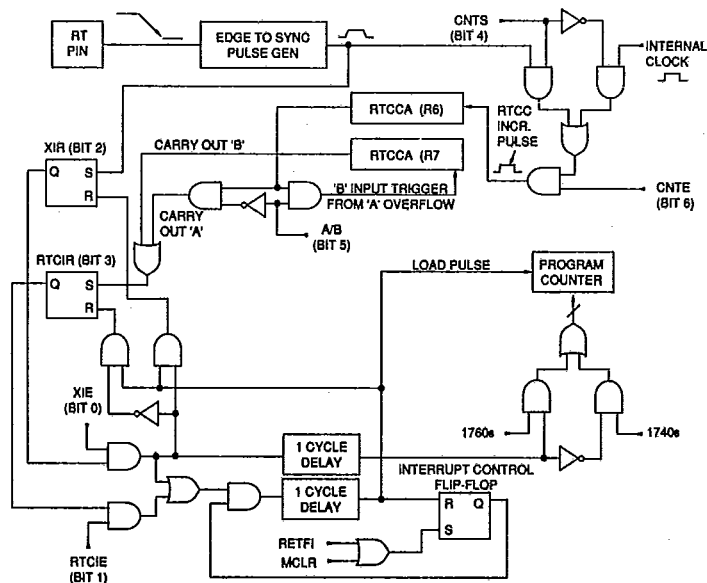 RT
PIN
EDGE TO SYNC
PULSE GEN
CNTS
(BIT 4)
INTERNAL
CLOCK
RTCCA (R6)
RTCC
INCR.
PULSE
XIR (BIT 2)
CARRY OUT 'B'
RTCCA (R7
Q S
R
'B' INPUT TRIGGER
FROM 'A' OVERFLOW
CNTE
(BIT 6)
CARRY
OUT 'A'
A/B
(BIT 5)
RTCIR (BIT 3)
Q S
R
LOAD PULSE
PROGRAM
COUNTER
XIE
(BIT 0)
1760s
1740s
1 CYCLE
DELAY
INTERRUPT CONTROL
FLIP-FLOP
1 CYCLE
DELAY
R Q
S
RETFI
MCLR
RTCIE
(BIT 1)